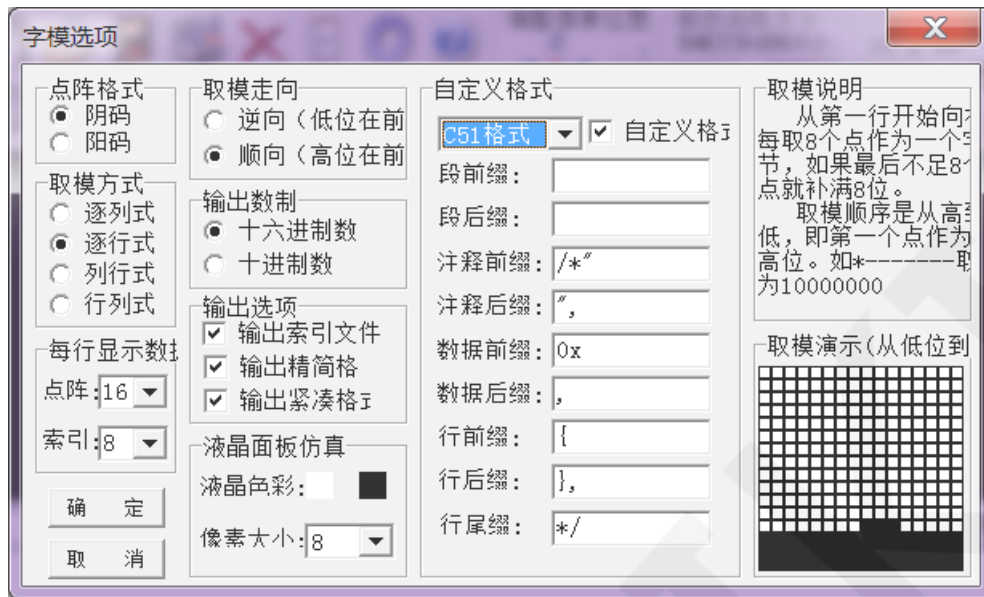 字模选项
点阵格式
阴码
阳码
取模方式
逐列式
逐行式
列行式
行列式
每行显示数据
点阵:16
索引:8
确 定
取 消
取模走向
逆向（低位在前
顺向（高位在前
输出数制
十六进制数
十进制数
输出选项
输出索引文件
输出精简格
输出紧凑格式
液晶面板仿真
液晶色彩:
像素大小:8
自定义格式
C51格式
自定义格式
段前缀:
段后缀:
注释前缀: /*"
注释后缀: ",
数据前缀: 0x
数据后缀: ,
行前缀: {
行后缀: },
行尾缀: */
取模说明
从第一行开始向
每取8个点作为一个字
节，如果最后不足8个
点就补满8位。
取模顺序是从高到
低，即第一个点作为
高位。如*-------取
为10000000
取模演示(从低位到